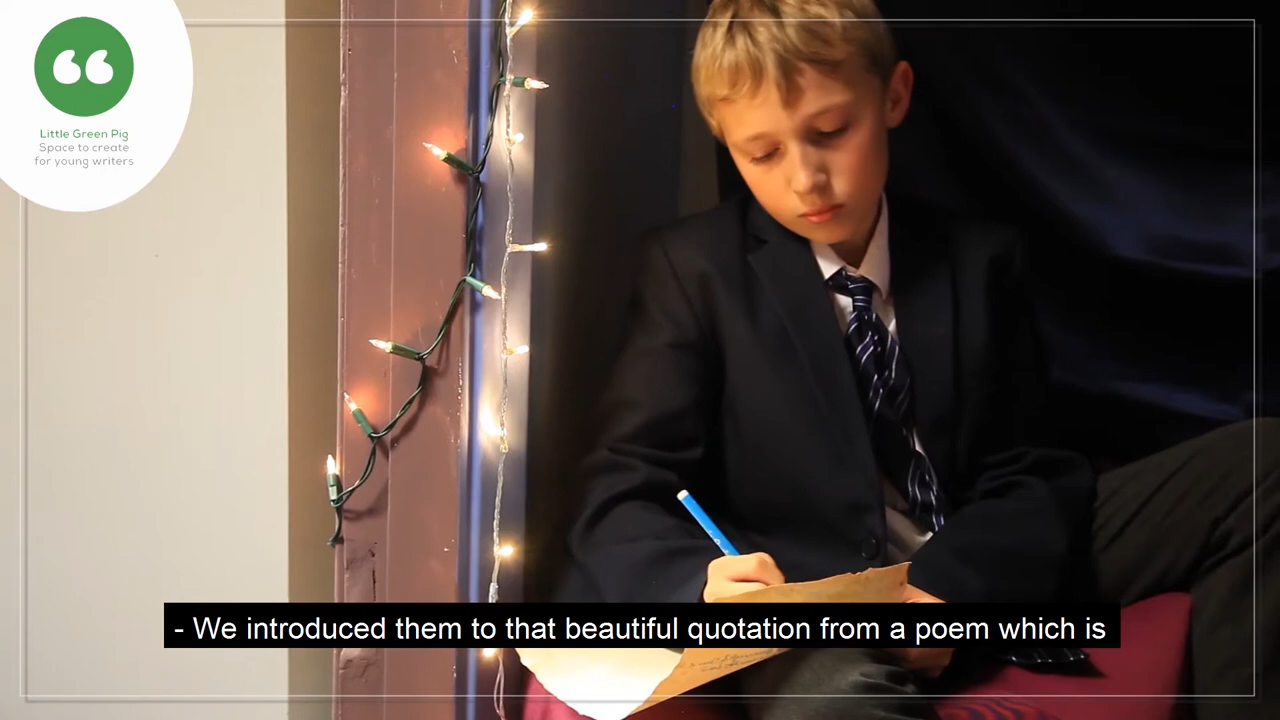 Little Green Pig
Space to create
for young writers
- We introduced them to that beautiful quotation from a poem which is